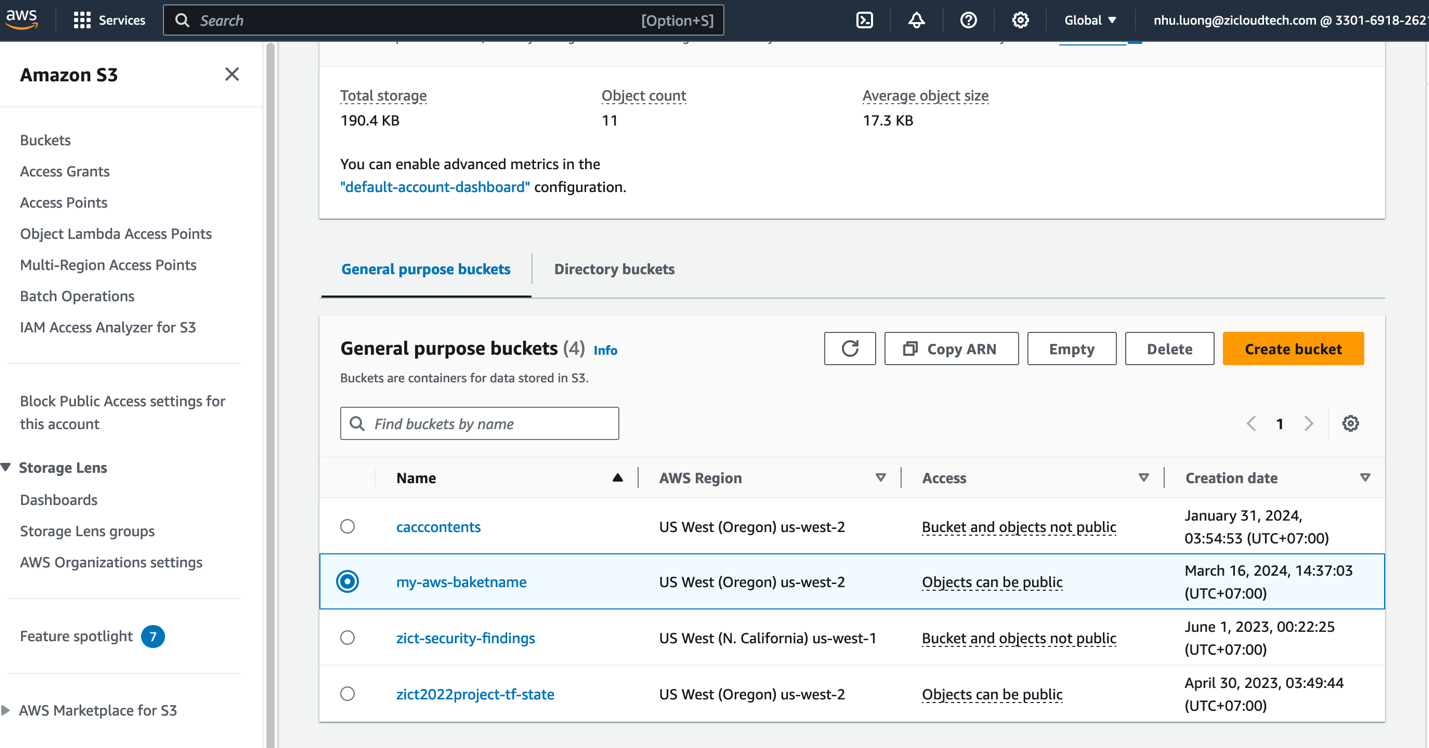 aws
Services
Search
[Option+S]
Global
nhu.luong@zicloudtech.com @ 3301-6918-262
Amazon S3
Buckets
Access Grants
Access Points
Object Lambda Access Points
Multi-Region Access Points
Batch Operations
IAM Access Analyzer for S3
Block Public Access settings for
this account
Storage Lens
Dashboards
Storage Lens groups
AWS Organizations settings
Feature spotlight 7
AWS Marketplace for S3
Total storage
190.4 KB
Object count
11
Average object size
17.3 KB
You can enable advanced metrics in the
"default-account-dashboard" configuration.
General purpose buckets
Directory buckets
General purpose buckets (4) Info
Buckets are containers for data stored in S3.
Copy ARN
Empty
Delete
Create bucket
Find buckets by name
1
Name
AWS Region
Access
Creation date
cacccontents
US West (Oregon) us-west-2
Bucket and objects not public
January 31, 2024,
03:54:53 (UTC+07:00)
my-aws-baketname
US West (Oregon) us-west-2
Objects can be public
March 16, 2024, 14:37:03
(UTC+07:00)
zict-security-findings
US West (N. California) us-west-1
Bucket and objects not public
June 1, 2023, 00:22:25
(UTC+07:00)
zict2022project-tf-state
US West (Oregon) us-west-2
Objects can be public
April 30, 2023, 03:49:44
(UTC+07:00)